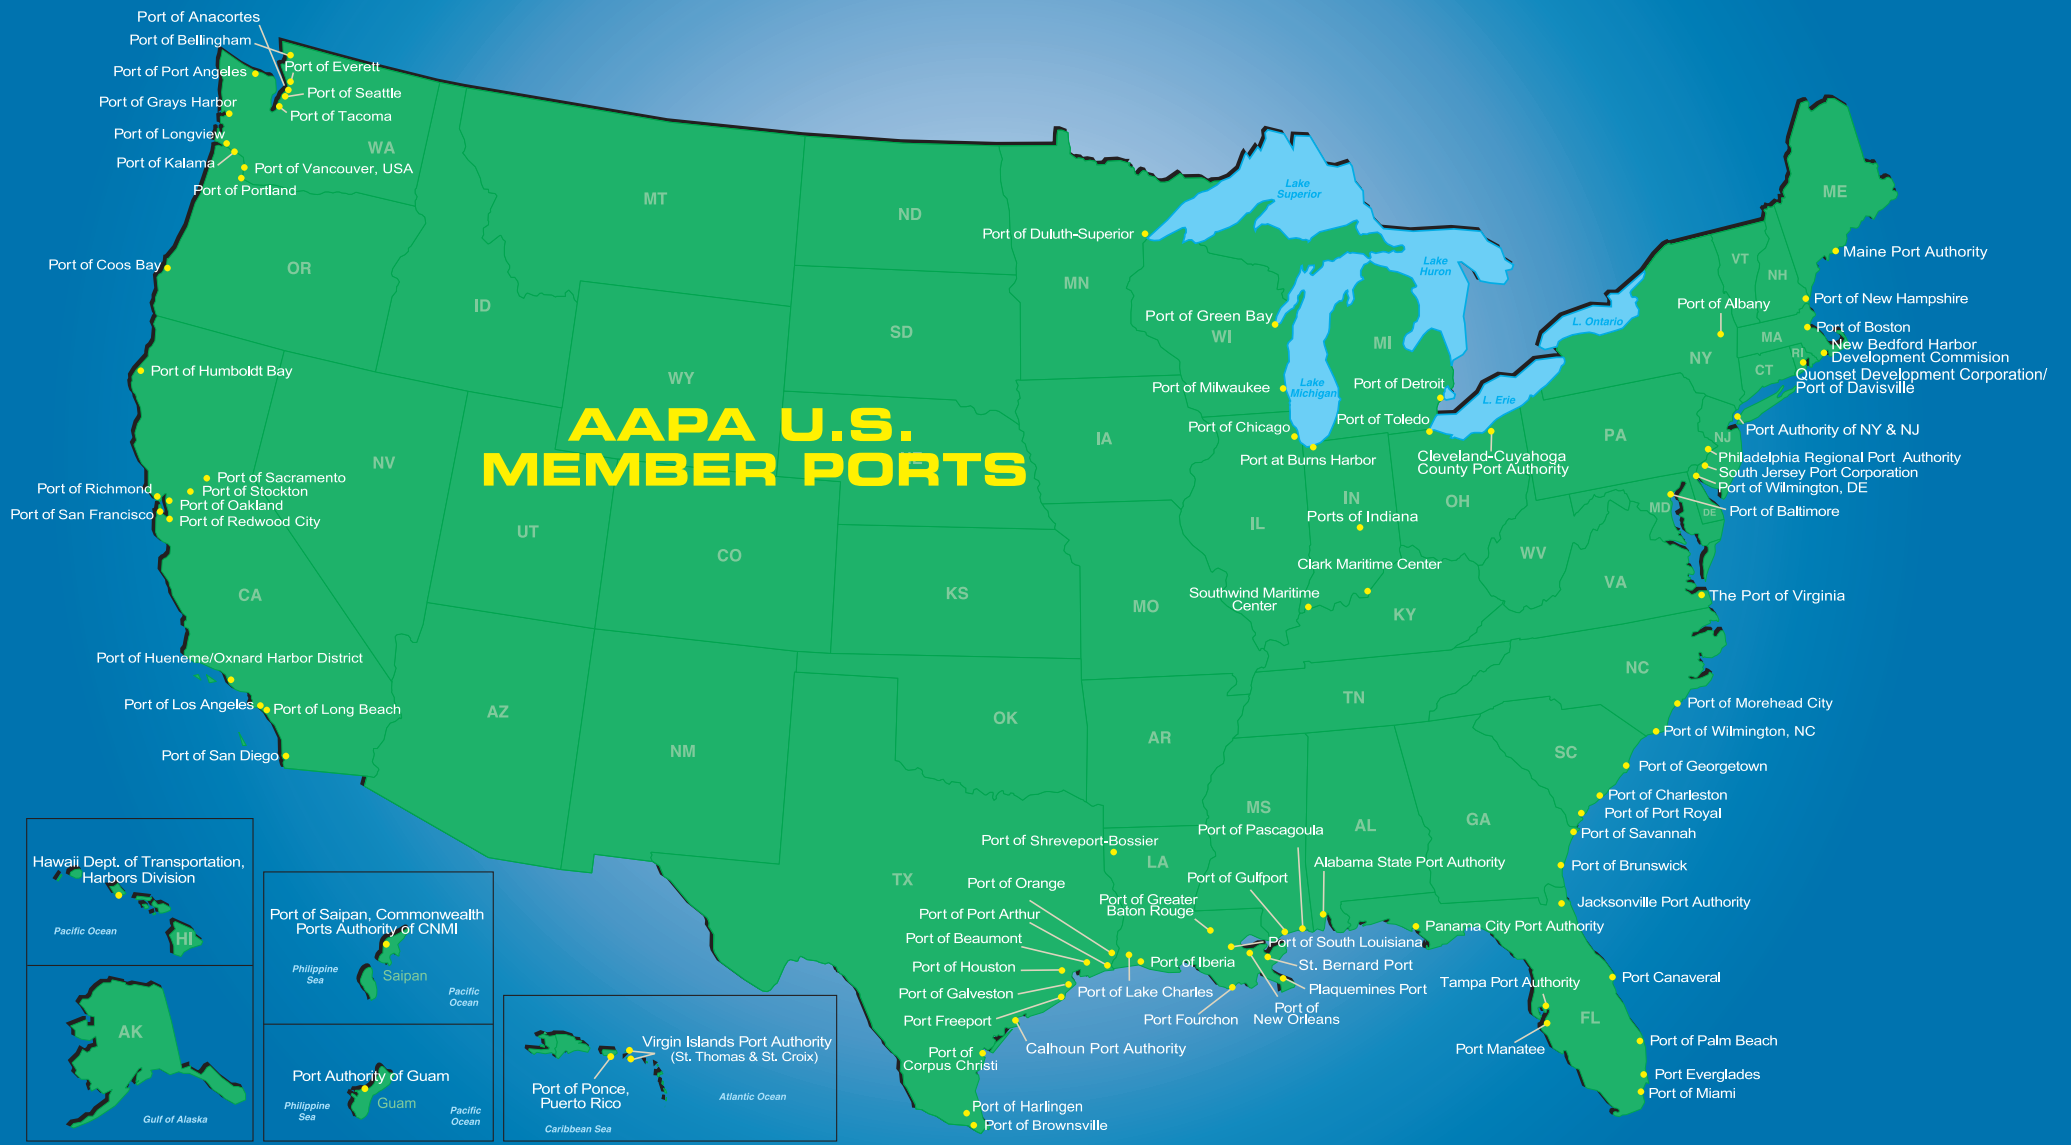 AAPA U.S.
MEMBER PORTS
Port of Anacortes
Port of Bellingham
Port of Everett
Port of Port Angeles
Port of Seattle
Port of Grays Harbor
Port of Tacoma
Port of Longview
WA
Port of Kalama
Port of Vancouver, USA
Port of Portland
Port of Coos Bay
OR
ID
MT
ND
SD
WY
MN
Port of Humboldt Bay
NV
UT
CO
KS
IA
MO
Port of Sacramento
Port of Richmond
Port of Stockton
Port of Oakland
Port of San Francisco
Port of Redwood City
CA
Port of Hueneme/Oxnard Harbor District
Port of Los Angeles
Port of Long Beach
Port of San Diego
AZ
NM
OK
AR
TX
Port of Duluth-Superior
Lake
Superior
Lake
Huron
Port of Green Bay
WI
MI
Port of Milwaukee
Lake
Michigan
Port of Detroit
L. Erie
L. Ontario
Port of Chicago
Port of Toledo
Port at Burns Harbor
Cleveland-Cuyahoga
County Port Authority
IN
OH
Ports of Indiana
IL
Clark Maritime Center
Southwind Maritime
Center
KY
WV
VA
TN
NC
SC
ME
VT
NH
Maine Port Authority
Port of Albany
Port of New Hampshire
NY
MA
Port of Boston
New Bedford Harbor
Development Commision
RI
CT
Quonset Development Corporation/
Port of Davisville
PA
NJ
Port Authority of NY & NJ
Philadelphia Regional Port Authority
South Jersey Port Corporation
Port of Wilmington, DE
MD
DE
Port of Baltimore
The Port of Virginia
Port of Morehead City
Port of Wilmington, NC
Port of Georgetown
Port of Charleston
Port of Port Royal
Port of Savannah
Port of Brunswick
Jacksonville Port Authority
MS
AL
GA
LA
Port of Pascagoula
Port of Shreveport-Bossier
Alabama State Port Authority
Port of Orange
Port of Gulfport
Port of Greater
Baton Rouge
Port of Port Arthur
Port of Beaumont
Port of South Louisiana
Panama City Port Authority
Port of Houston
Port of Iberia
St. Bernard Port
Port of Galveston
Port of Lake Charles
Plaquemines Port
Port Freeport
Port Fourchon
Port of
New Orleans
Calhoun Port Authority
Port of
Corpus Christi
Port of Harlingen
Port of Brownsville
Tampa Port Authority
Port Canaveral
FL
Port Manatee
Port of Palm Beach
Port Everglades
Port of Miami
Hawaii Dept. of Transportation,
Harbors Division
Pacific Ocean
HI
AK
Gulf of Alaska
Port of Saipan, Commonwealth
Ports Authority of CNMI
Philippine
Sea
Saipan
Pacific
Ocean
Port Authority of Guam
Philippine
Sea
Guam
Pacific
Ocean
Virgin Islands Port Authority
(St. Thomas & St. Croix)
Port of Ponce,
Puerto Rico
Atlantic Ocean
Caribbean Sea